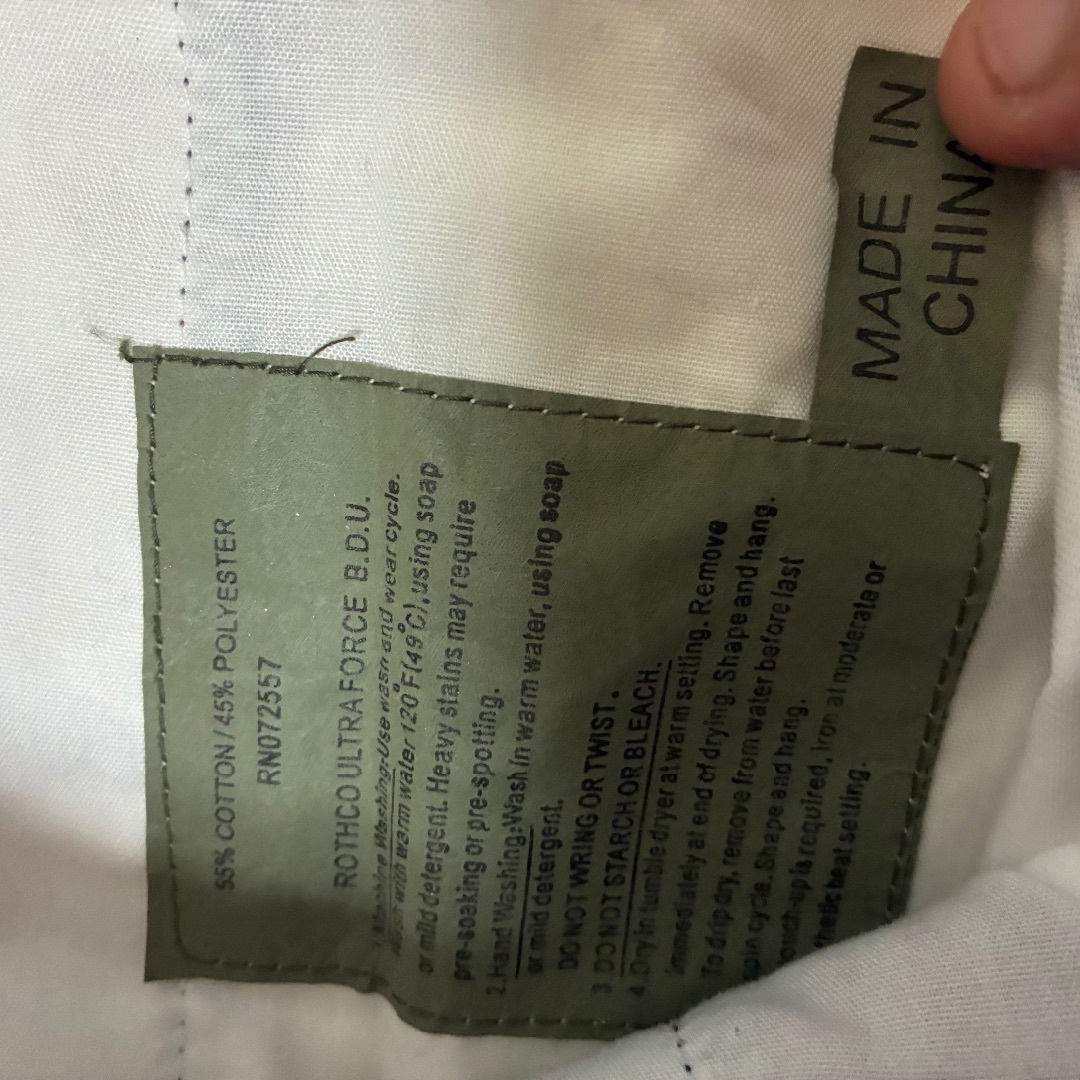 55% COTTON / 45% POLYESTER
RN072557
ROTHCO ULTRA FORCE B.D.U.
1.Machine Washing:Use wash and wear cycle.
Wash with warm water 120°F(49°C), using soap
or mild detergent. Heavy stains may require
pre-soaking or pre-spotting.
2.Hand Washing:Wash in warm water, using soap
or mild detergent.
DO NOT WRING OR TWIST.
3 DO NOT STARCH OR BLEACH.
4 Dry in tumble dryer at warm setting. Remove
immediately at end of drying. Shape and hang.
To drip dry, remove from water before last
spin cycle. Shape and hang.
touch-up is required, Iron at moderate or
heat setting.
MADE IN
CHINA